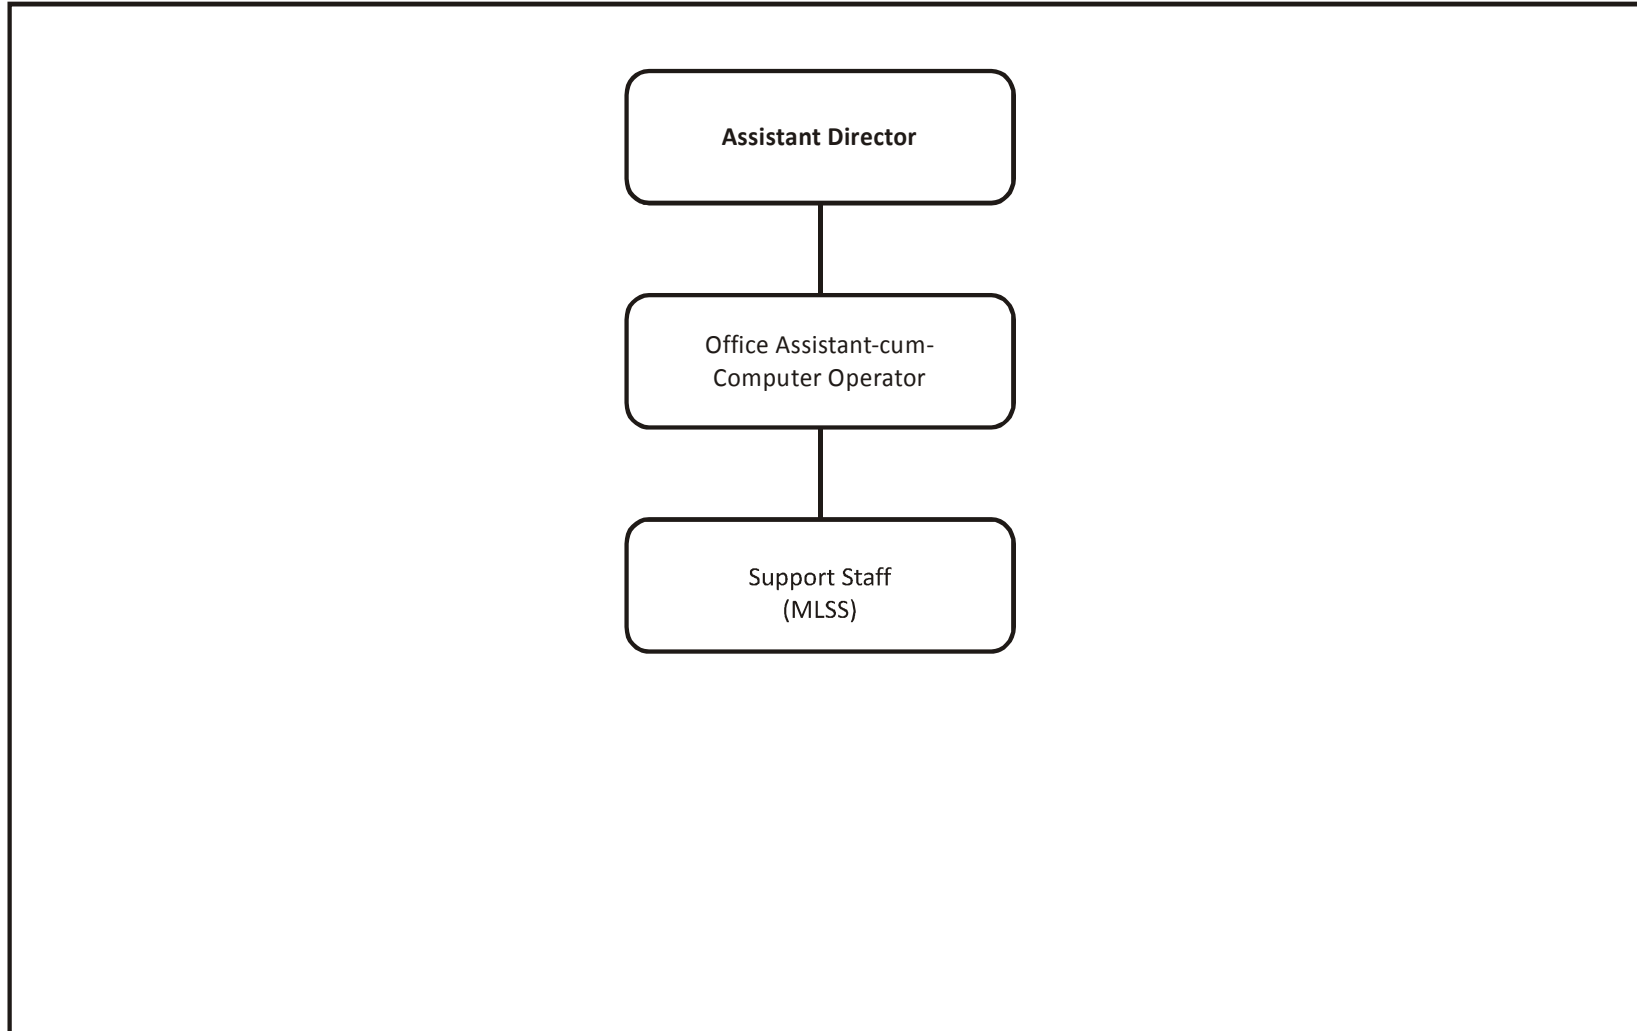 Assistant Director
Office Assistant-cum-
Computer Operator
Support Staff
(MLSS)